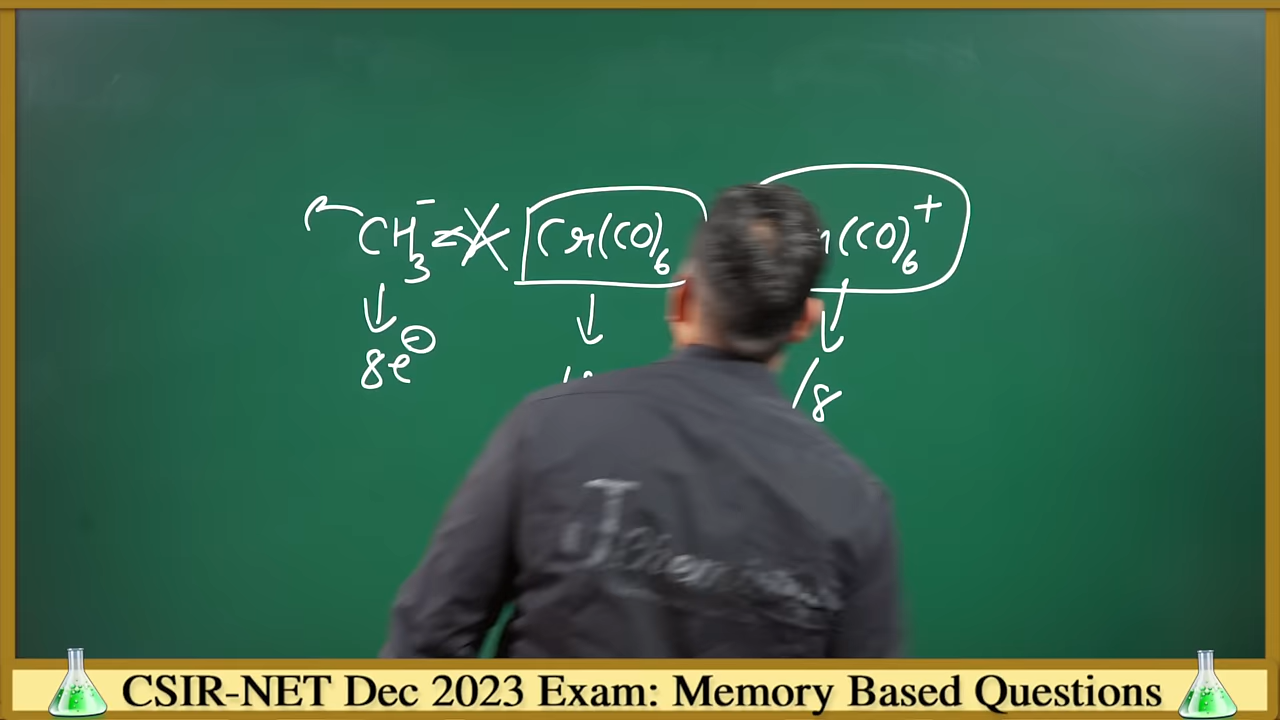 CH₃⁻ = X Cr(CO)₆ (CO)₆⁺
8e⊖ 18
CSIR-NET Dec 2023 Exam: Memory Based Questions